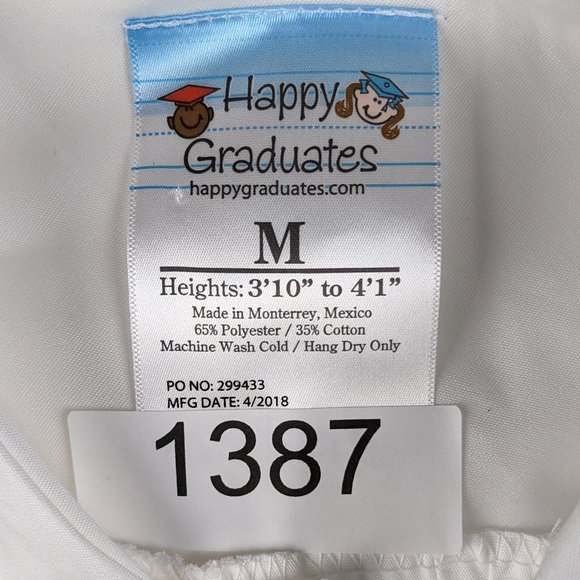 Happy
Graduates
happygraduates.com
M
Heights: 3'10” to 4'1”
Made in Monterrey, Mexico
65% Polyester / 35% Cotton
Machine Wash Cold / Hang Dry Only
PO NO: 299433
MFG DATE: 4/2018
1387